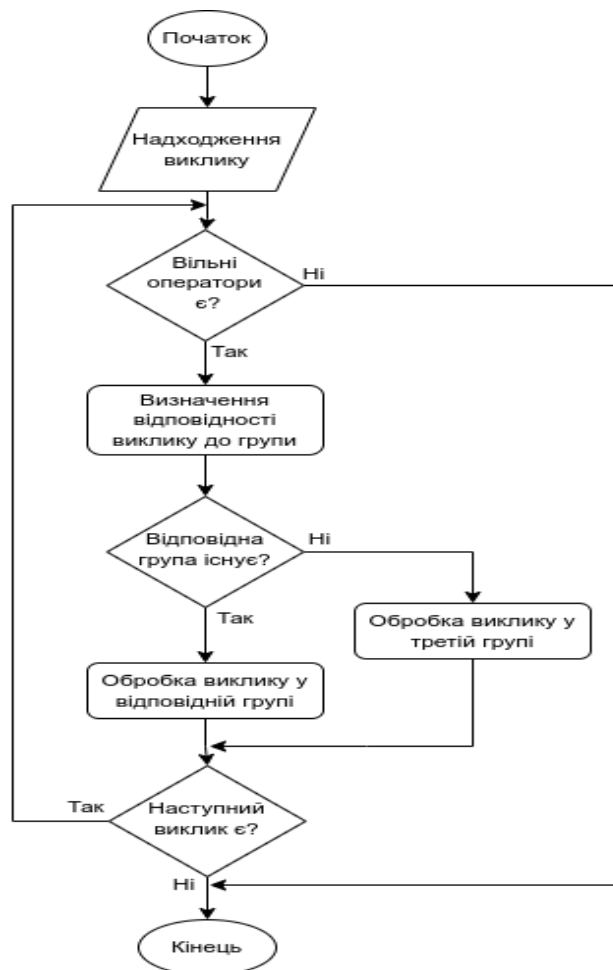 Початок
Надходження
виклику
Вільні
оператори
є?
Ні
Так
Визначення
відповідності
виклику до групи
Відповідна
група існує?
Ні
Так
Обробка виклику у
третій групі
Обробка виклику у
відповідній групі
Наступний
виклик є?
Так
Ні
Кінець